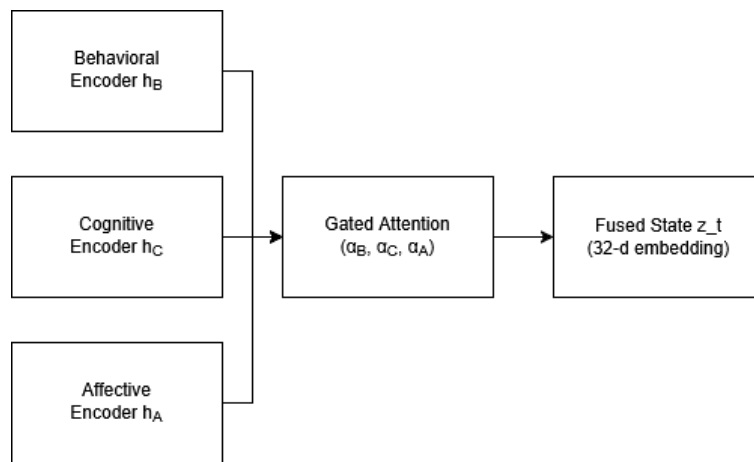 Behavioral
Encoder h_B
Cognitive
Encoder h_C
Gated Attention
(α_B, α_C, α_A)
Fused State z_t
(32-d embedding)
Affective
Encoder h_A